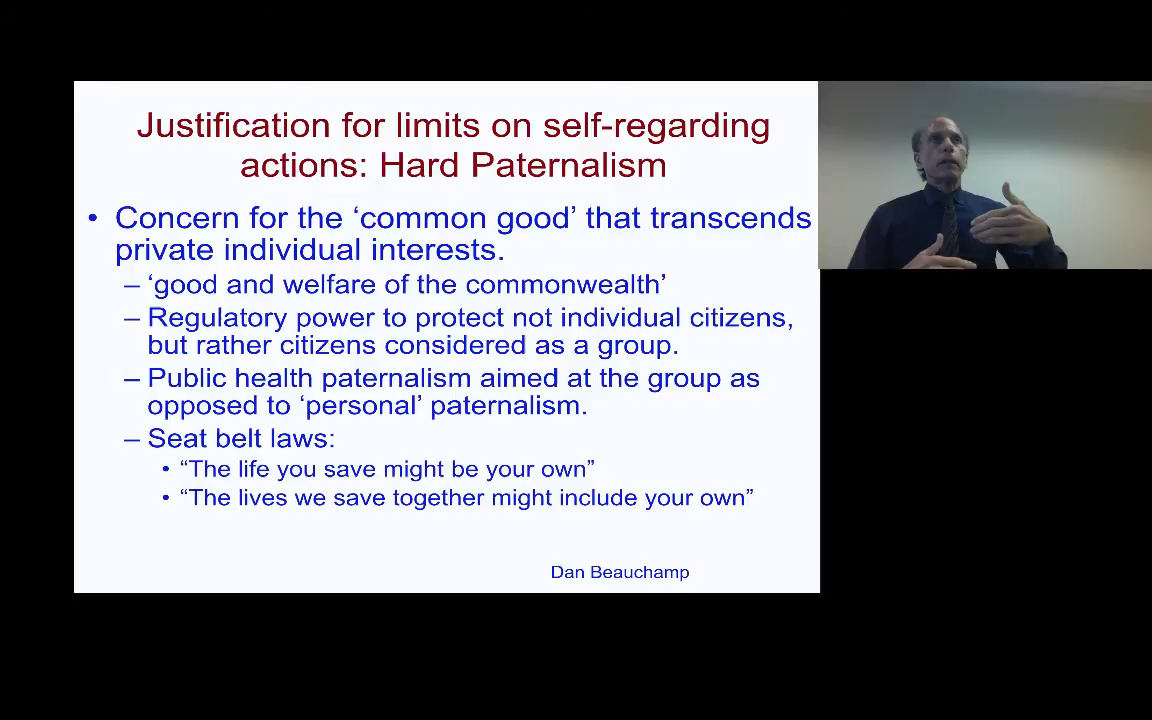 Justification for limits on self-regarding
actions: Hard Paternalism
• Concern for the ‘common good’ that transcends
private individual interests.
– ‘good and welfare of the commonwealth’
– Regulatory power to protect not individual citizens,
but rather citizens considered as a group.
– Public health paternalism aimed at the group as
opposed to ‘personal’ paternalism.
– Seat belt laws:
• “The life you save might be your own”
• “The lives we save together might include your own”
Dan Beauchamp